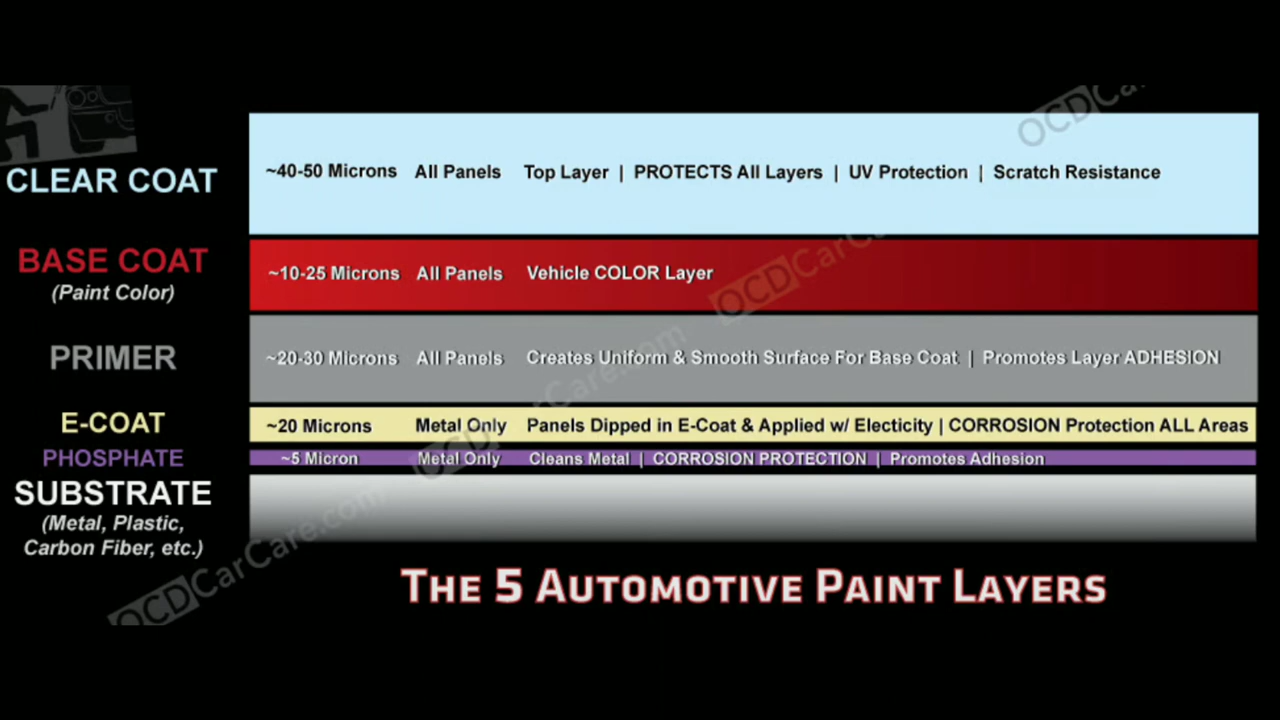 CLEAR COAT
~40-50 Microns All Panels Top Layer | PROTECTS All Layers | UV Protection | Scratch Resistance
BASE COAT
(Paint Color)
~10-25 Microns All Panels Vehicle COLOR Layer
PRIMER
~20-30 Microns All Panels Creates Uniform & Smooth Surface For Base Coat | Promotes Layer ADHESION
E-COAT
~20 Microns Metal Only Panels Dipped in E-Coat & Applied w/ Electicity | CORROSION Protection ALL Areas
PHOSPHATE
~5 Micron Metal Only Cleans Metal | CORROSION PROTECTION | Promotes Adhesion
SUBSTRATE
(Metal, Plastic,
Carbon Fiber, etc.)
OCDCarCare.com
THE 5 AUTOMOTIVE PAINT LAYERS